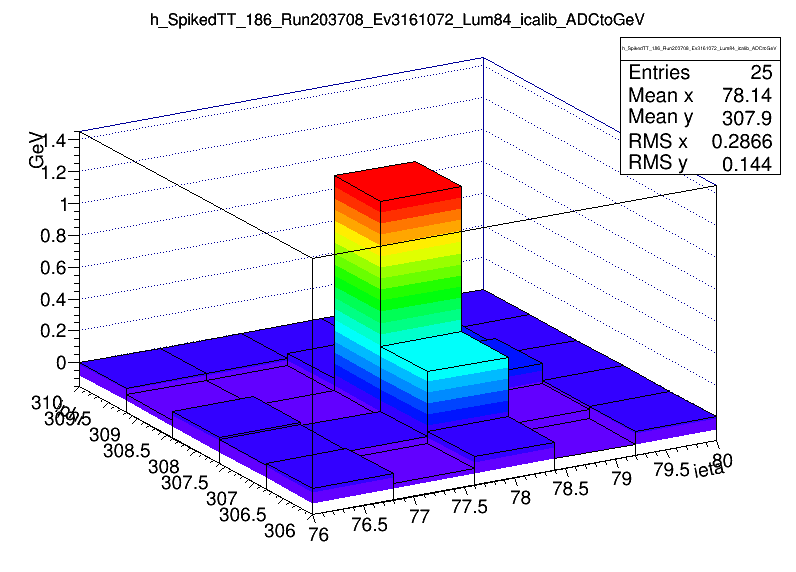 h_SpikedTT_186_Run203708_Ev3161072_Lum84_icalib_ADCtoGeV
h_SpikedTT_186_Run203708_Ev3161072_Lum84_icalib_ADCtoGeV
Entries 25
Mean x 78.14
Mean y 307.9
RMS x 0.2866
RMS y 0.144
GeV
1.4
1.2
1
0.8
0.6
0.4
0.2
0
310
309.5
309
308.5
308
307.5
307
306.5
306
iphi
76
76.5
77
77.5
78
78.5
79
79.5
80
ieta